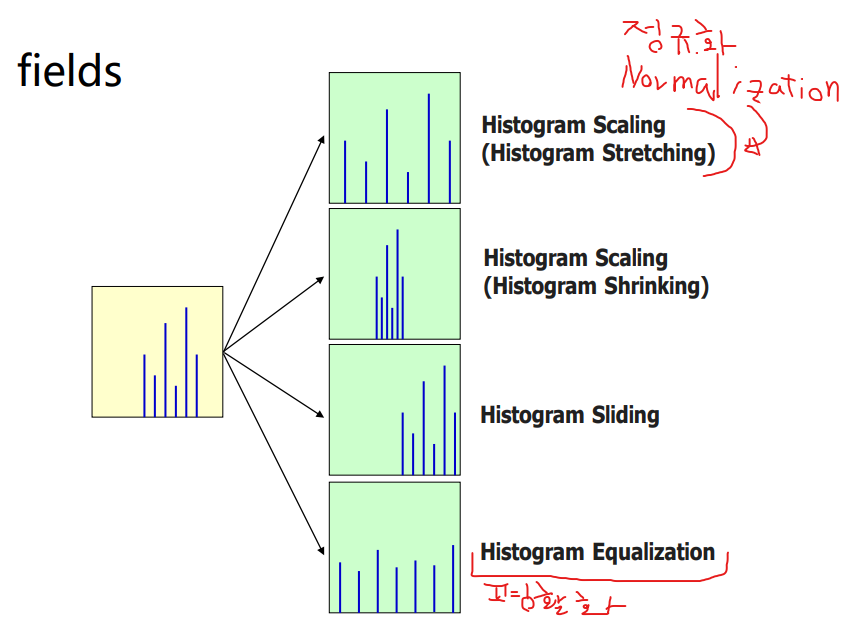 fields
정규화
Normalization
Histogram Scaling
(Histogram Stretching)
Histogram Scaling
(Histogram Shrinking)
Histogram Sliding
Histogram Equalization
평활화